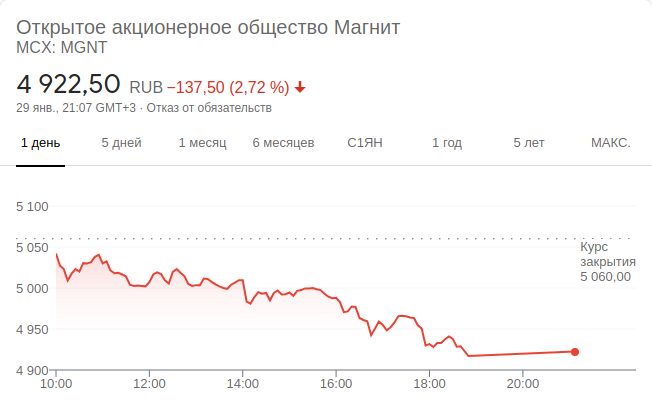 Открытое акционерное общество Магнит
MCX: MGNT
4 922,50 RUB −137,50 (2,72 %)
29 янв., 21:07 GMT+3 · Отказ от обязательств
1 день 5 дней 1 месяц 6 месяцев С1ЯН 1 год 5 лет МАКС.
5 100
5 050
Курс
закрытия
5 060,00
5 000
4 950
4 900
10:00 12:00 14:00 16:00 18:00 20:00